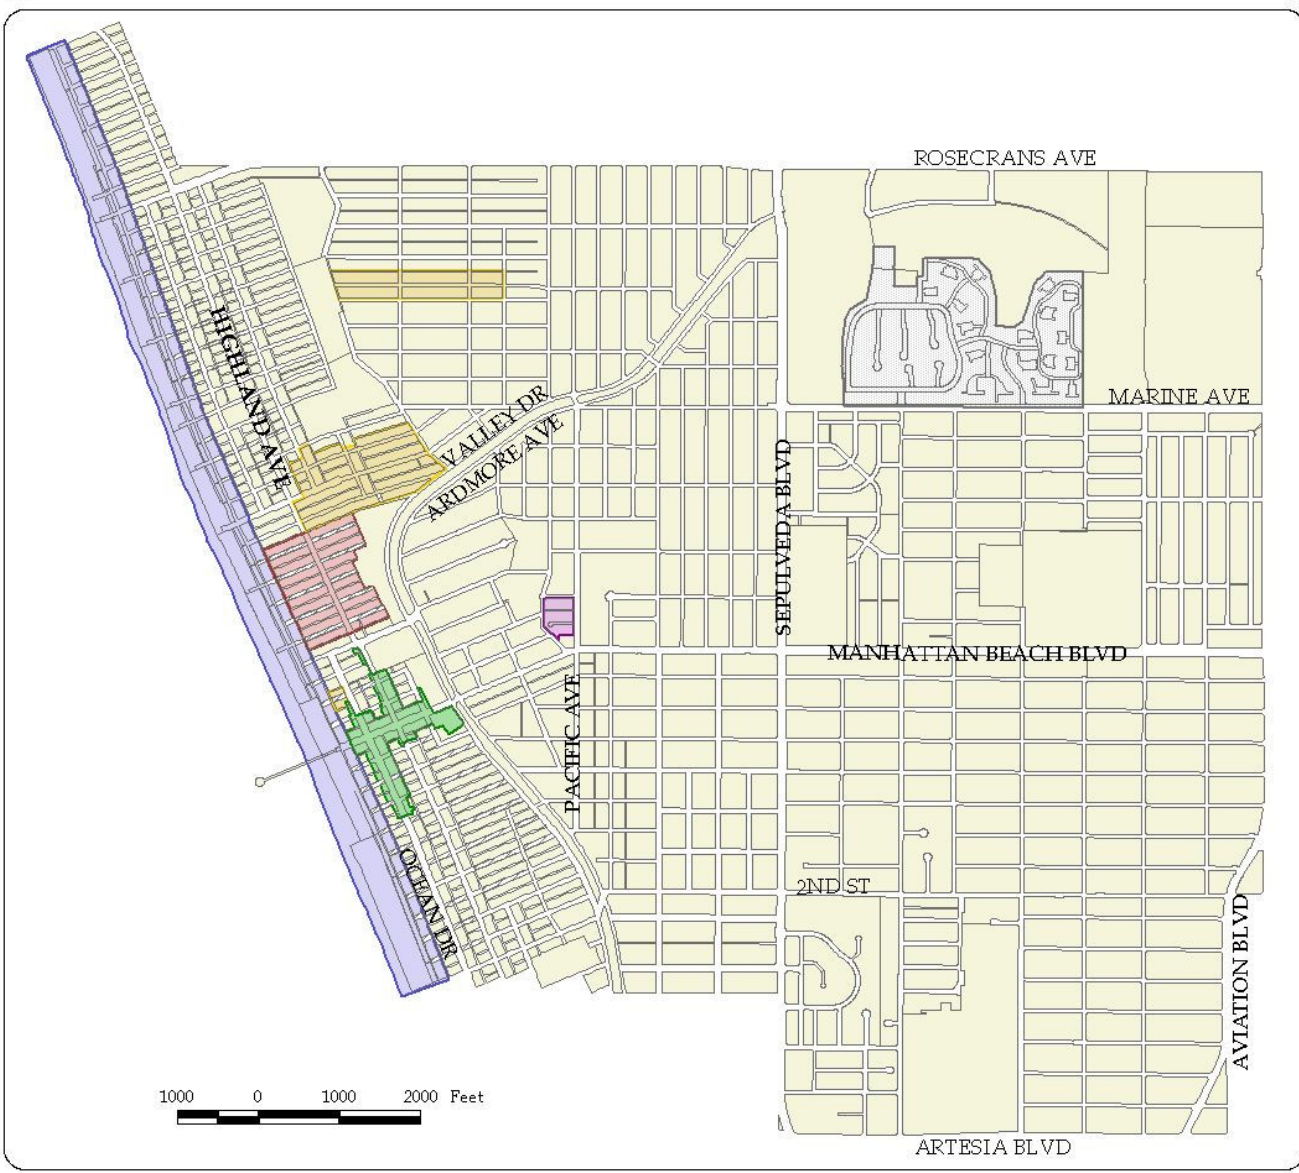 ROSECRANS AVE
HIGHLAND AVE
MARINE AVE
VALLEY DR
ARDMORE AVE
SEPULVEDA BLVD
MANHATTAN BEACH BLVD
PACIFIC AVE
OCEAN DR
2ND ST
AVIATION BLVD
1000 0 1000 2000 Feet
ARTESIA BLVD